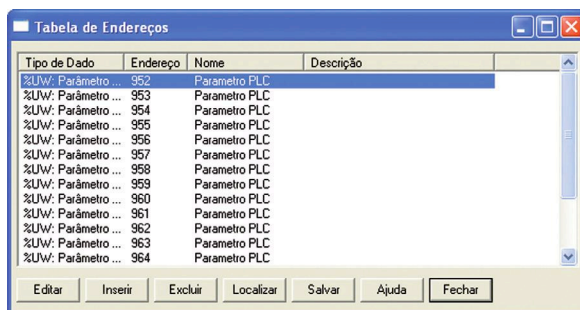 Tabela de Endereços
Tipo de Dado Endereço Nome Descrição
%UW: Parâmetro ... 952 Parametro PLC
%UW: Parâmetro ... 953 Parametro PLC
%UW: Parâmetro ... 954 Parametro PLC
%UW: Parâmetro ... 955 Parametro PLC
%UW: Parâmetro ... 956 Parametro PLC
%UW: Parâmetro ... 957 Parametro PLC
%UW: Parâmetro ... 958 Parametro PLC
%UW: Parâmetro ... 959 Parametro PLC
%UW: Parâmetro ... 960 Parametro PLC
%UW: Parâmetro ... 961 Parametro PLC
%UW: Parâmetro ... 962 Parametro PLC
%UW: Parâmetro ... 963 Parametro PLC
%UW: Parâmetro ... 964 Parametro PLC
Editar Inserir Excluir Localizar Salvar Ajuda Fechar